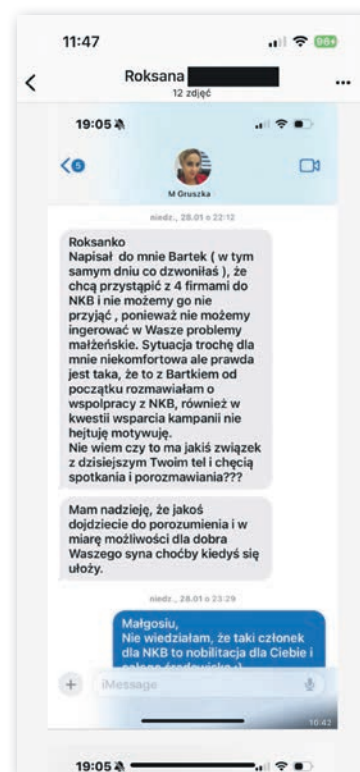 11:47
96+
Roksana
12 zdjęć
19:05
5
M Gruszka
niedz., 28.01 o 22:12
Roksanko
Napisał do mnie Bartek ( w tym
samym dniu co dzwoniłaś ), że
chcą przystąpić z 4 firmami do
NKB i nie możemy go nie
przyjąć , ponieważ nie możemy
ingerować w Wasze problemy
małżeńskie. Sytuacja trochę dla
mnie niekomfortowa ale prawda
jest taka, że to z Bartkiem od
początku rozmawiałam o
wspolpracy z NKB, również w
kwestii wsparcia kampanii nie
hejtuję motywuję.
Nie wiem czy to ma jakiś związek
z dzisiejszym Twoim tel i chęcią
spotkania i porozmawiania???
Mam nadzieję, że jakoś
dojdziecie do porozumienia i w
miarę możliwości dla dobra
Waszego syna choćby kiedyś się
ułoży.
niedz., 28.01 o 23:29
Małgosiu,
Nie wiedziałam, że taki członek
dla NKB to nobilitacja dla Ciebie i
iMessage
10:42
19:05